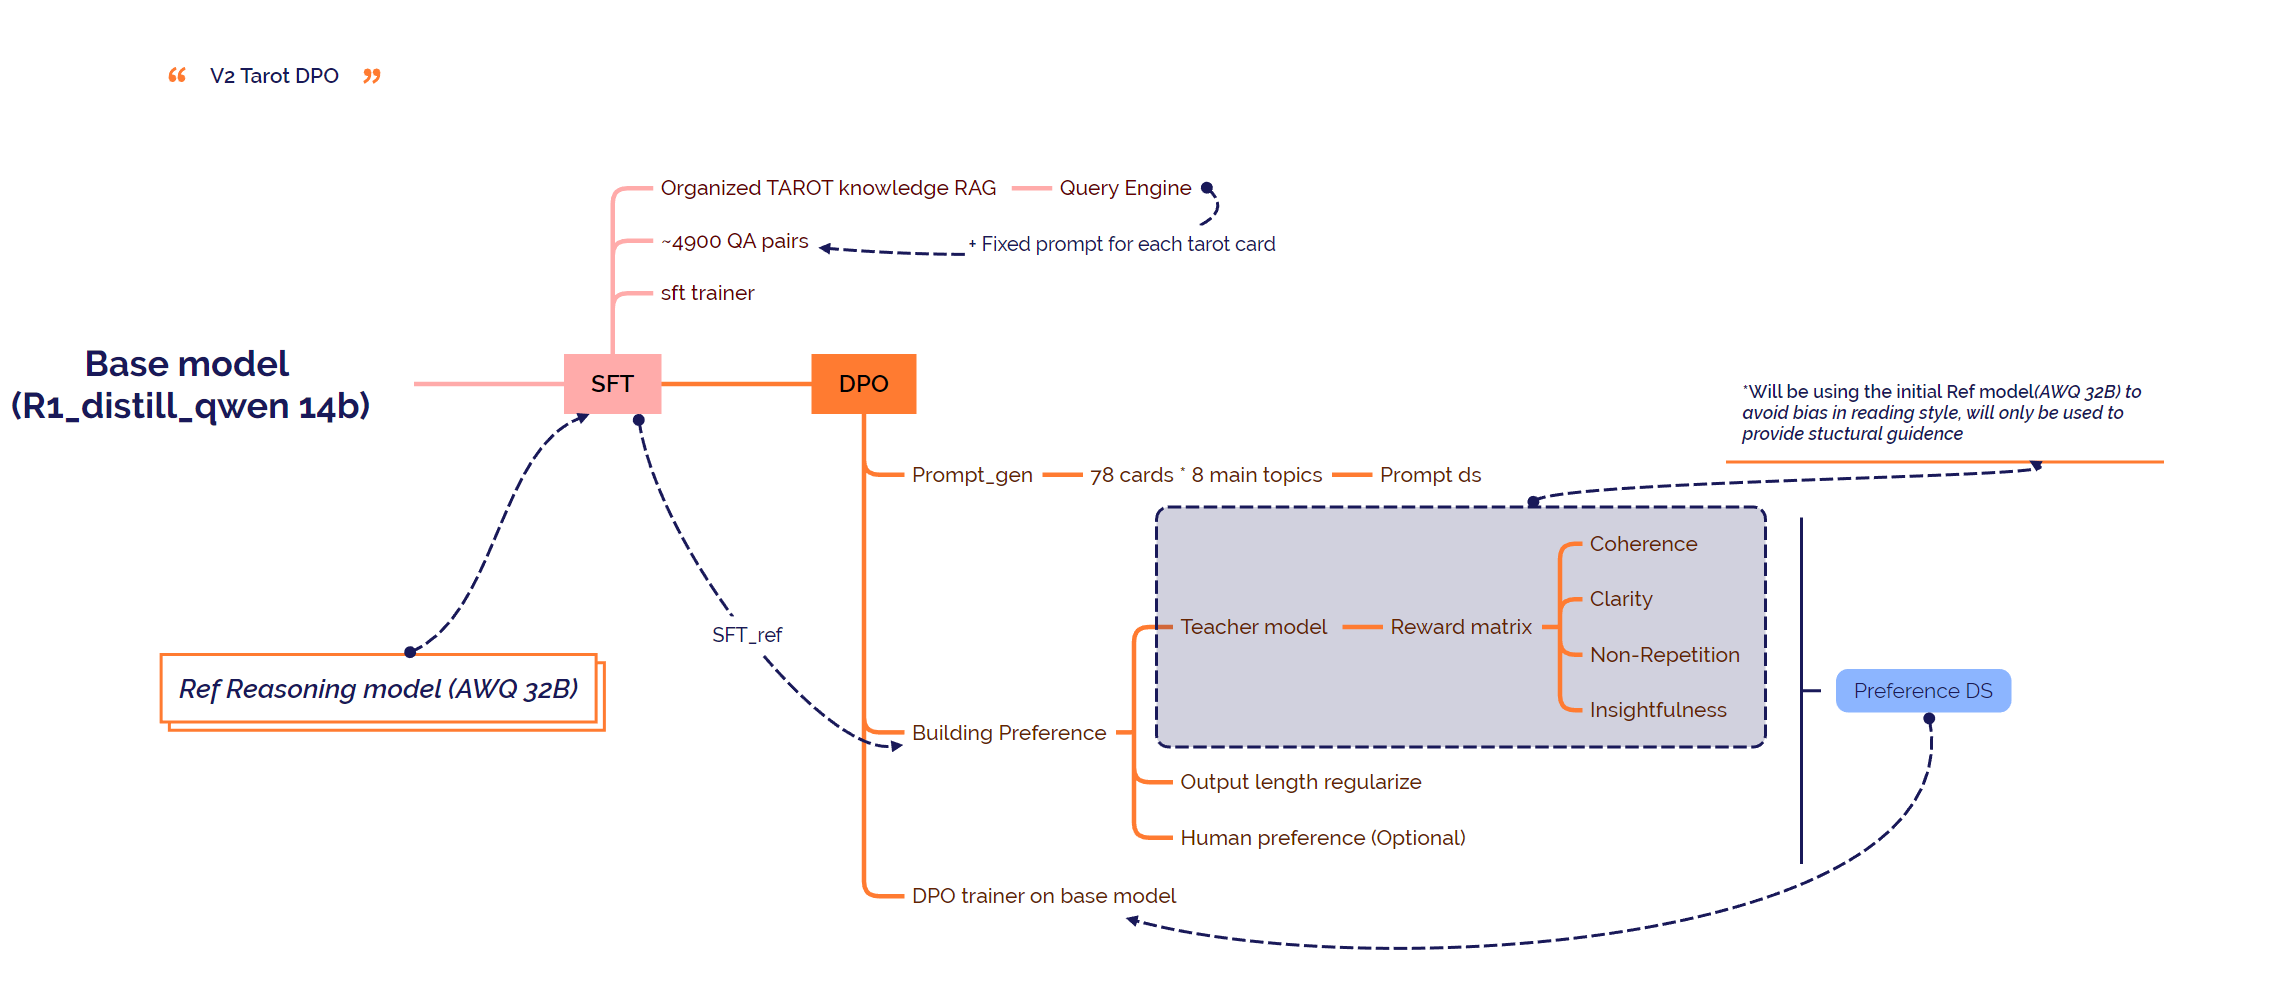 “ V2 Tarot DPO ”
Organized TAROT knowledge RAG
Query Engine
~4900 QA pairs
+ Fixed prompt for each tarot card
sft trainer
Base model
(R1_distill_qwen 14b)
SFT
DPO
*Will be using the initial Ref model(AWQ 32B) to
avoid bias in reading style, will only be used to
provide stuctural guidence
Prompt_gen
78 cards * 8 main topics
Prompt ds
Coherence
Clarity
Teacher model
Reward matrix
SFT_ref
Non-Repetition
Ref Reasoning model (AWQ 32B)
Preference DS
Insightfulness
Building Preference
Output length regularize
Human preference (Optional)
DPO trainer on base model